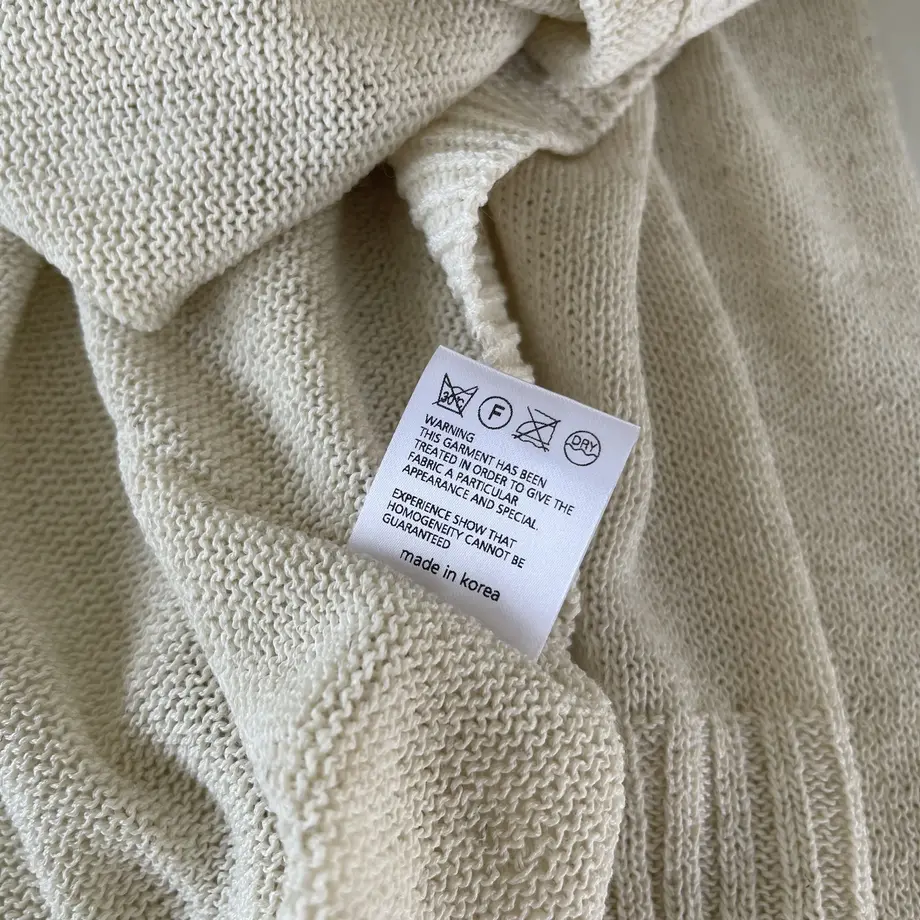 30℃ F DRY
WARNING
THIS GARMENT HAS BEEN
TREATED IN ORDER TO GIVE THE
FABRIC A PARTICULAR
APPEARANCE AND SPECIAL.
EXPERIENCE SHOW THAT
HOMOGENEITY CANNOT BE
GUARANTEED
made in korea